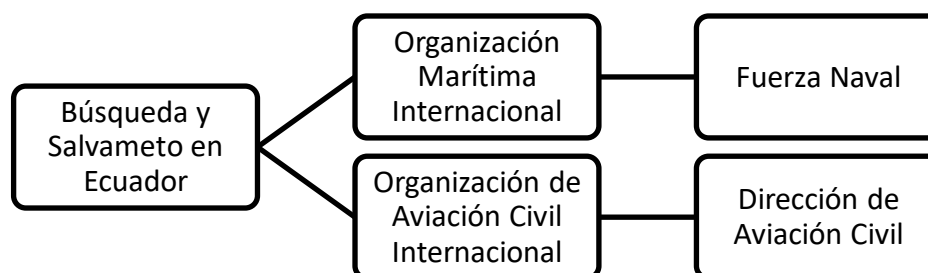 Búsqueda y
Salvameto en
Ecuador
Organización
Marítima
Internacional
Fuerza Naval
Organización de
Aviación Civil
Internacional
Dirección de
Aviación Civil